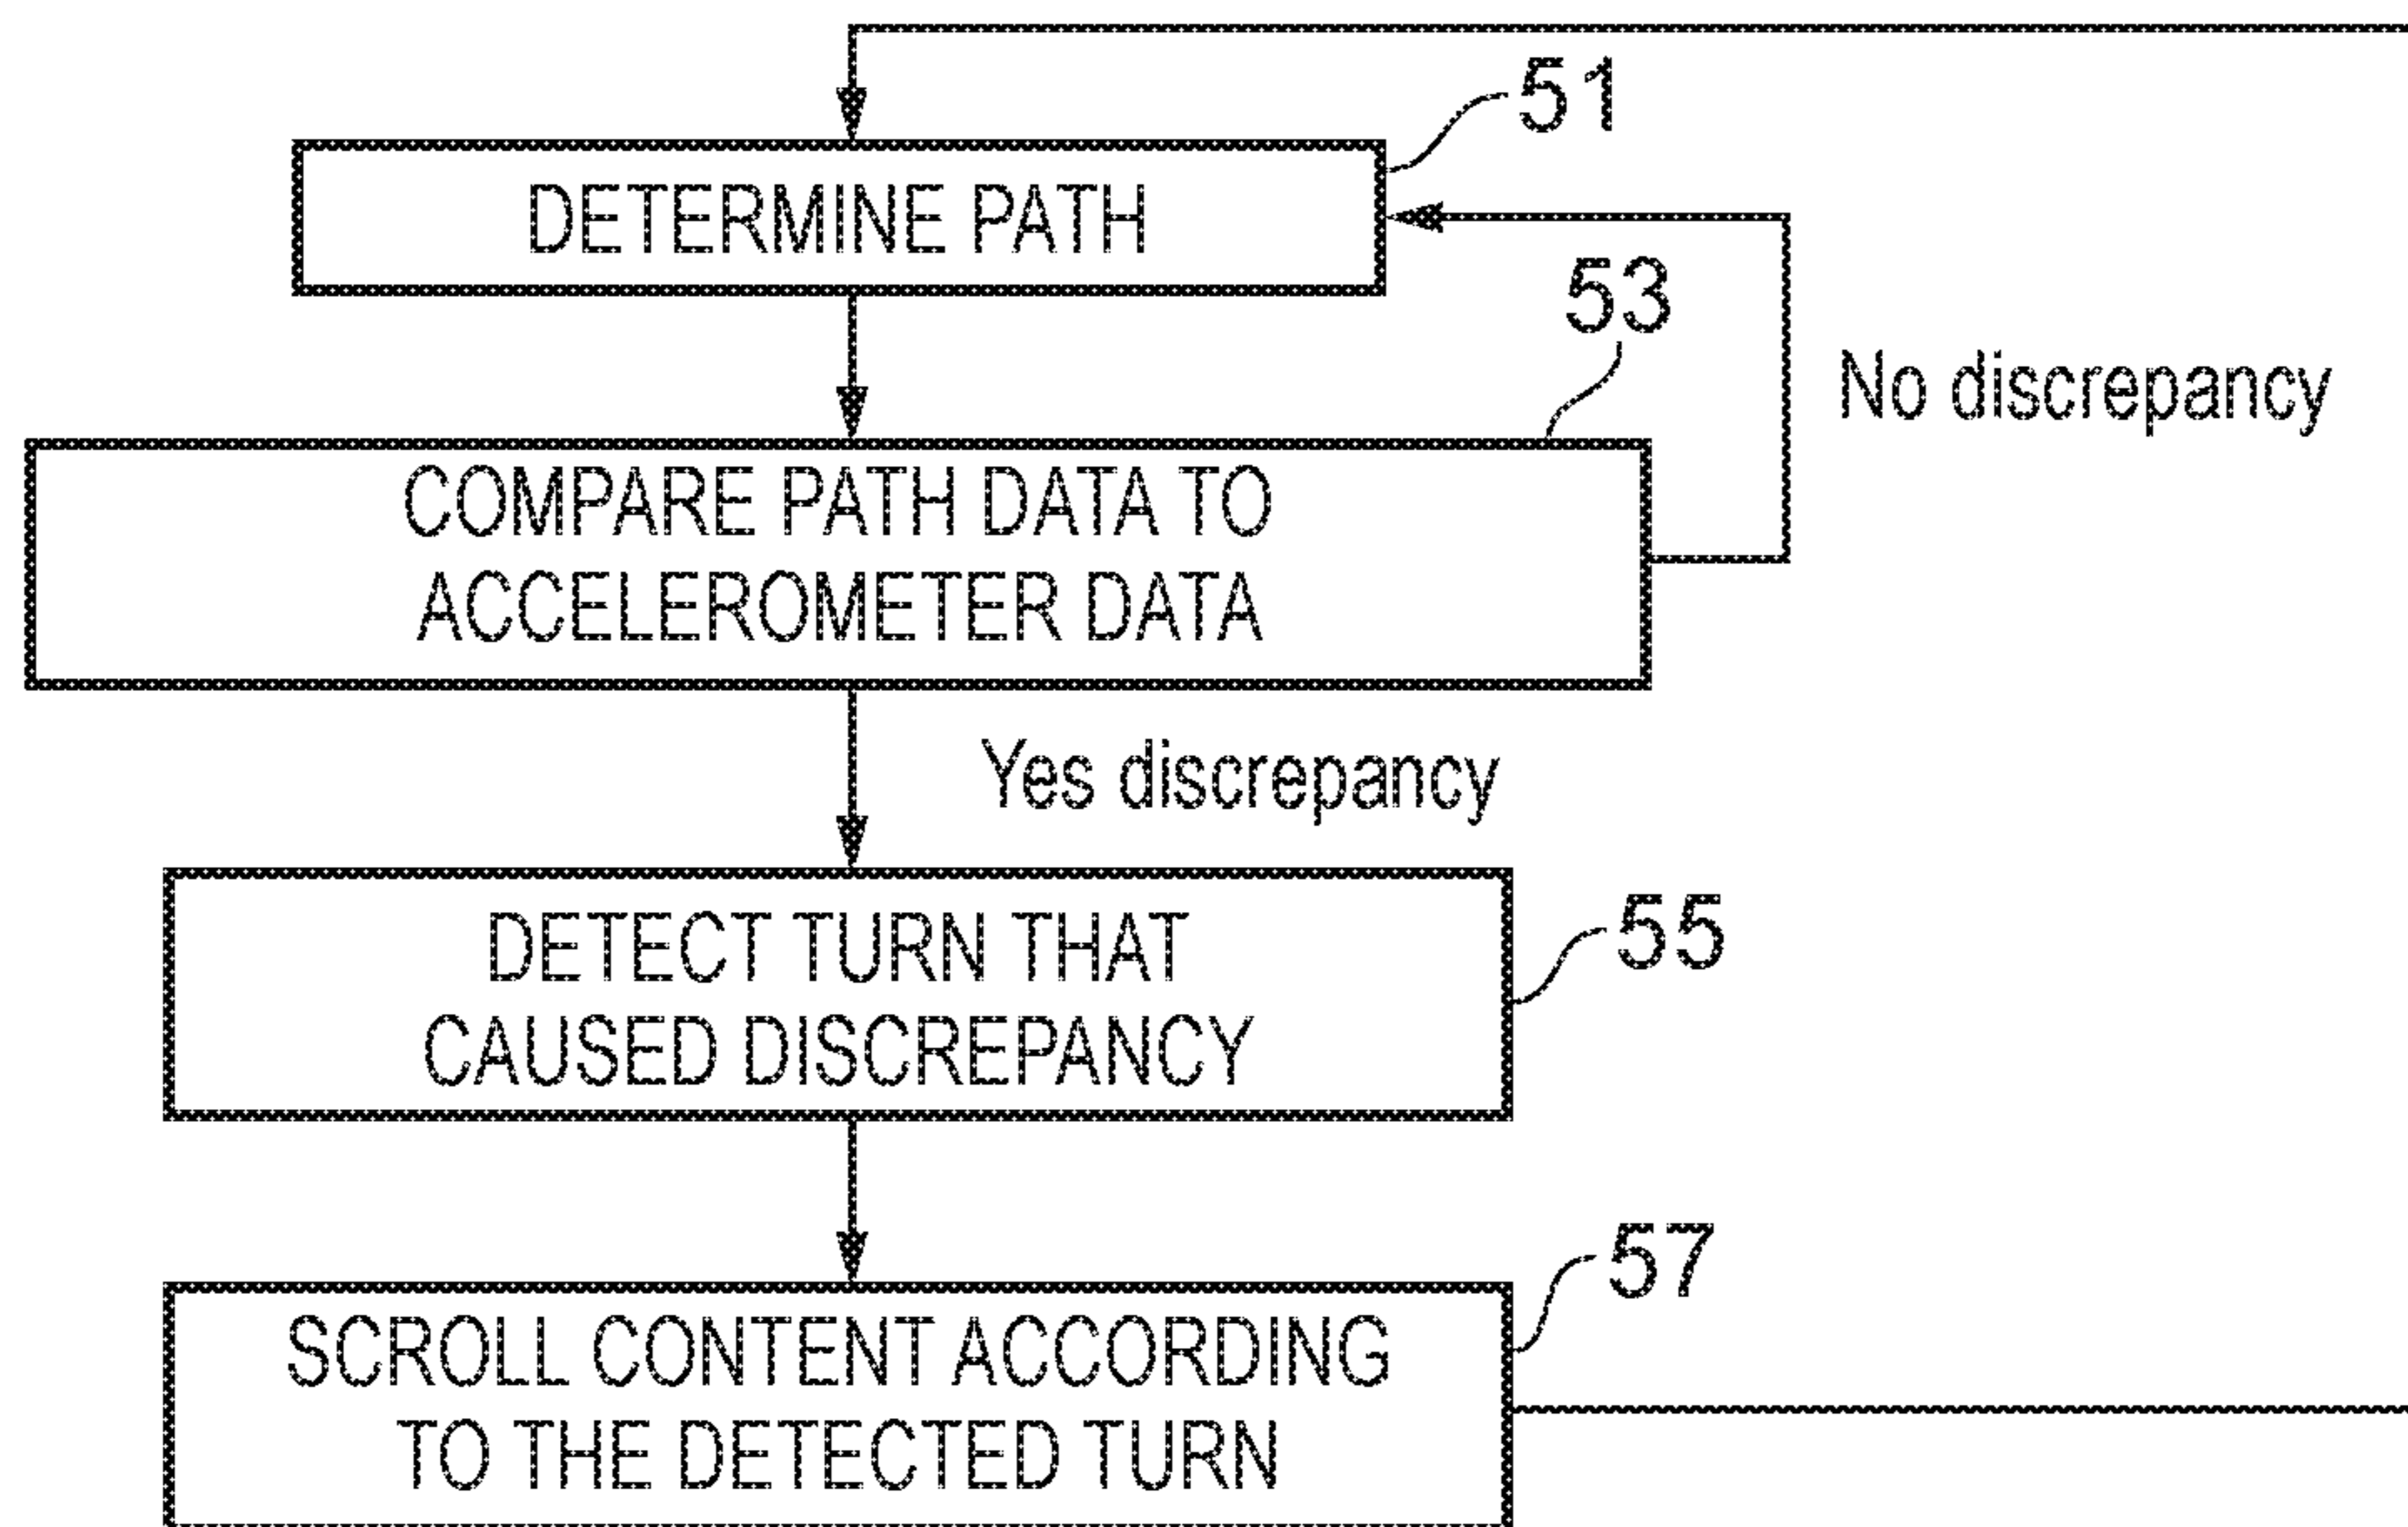 51
DETERMINE PATH
53
No discrepancy
COMPARE PATH DATA TO
ACCELEROMETER DATA
Yes discrepancy
DETECT TURN THAT
CAUSED DISCREPANCY
55
57
SCROLL CONTENT ACCORDING
TO THE DETECTED TURN